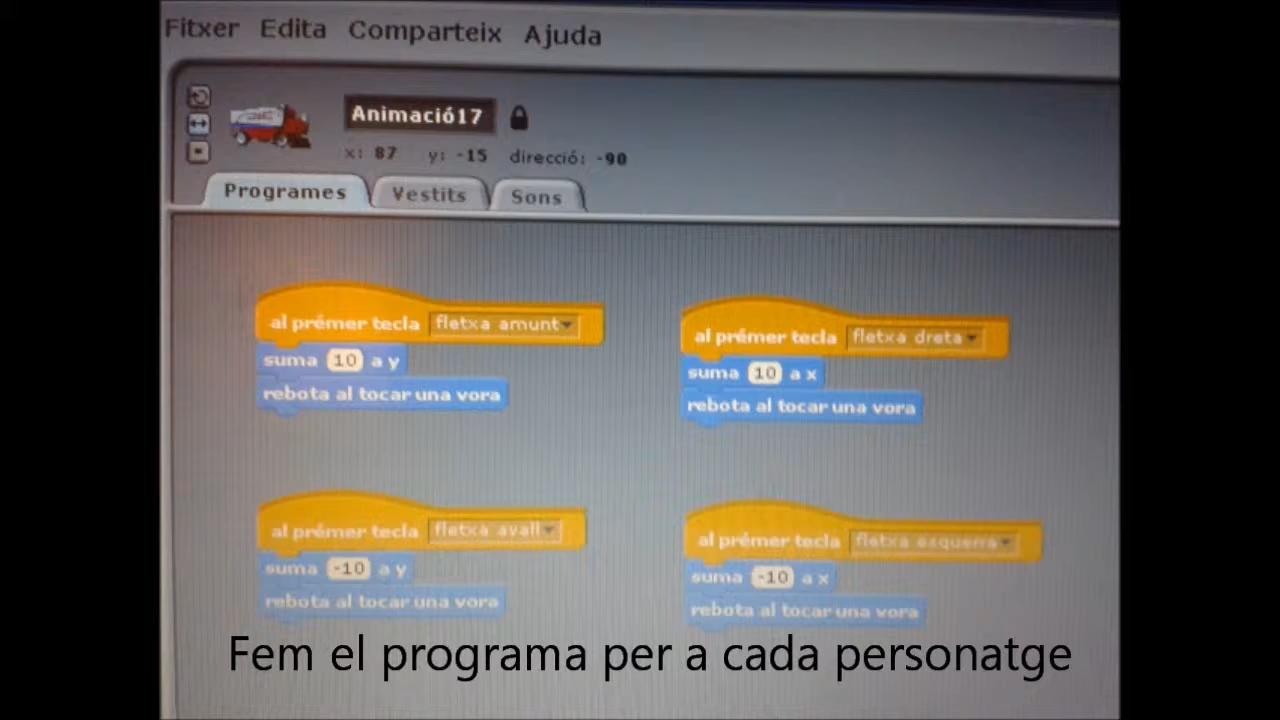 Fitxer Edita Comparteix Ajuda
Animació17
x: 87 y: -15 direcció: -90
Programes Vestits Sons
al prémer tecla fletxa amunt
suma 10 a y
rebota al tocar una vora
al prémer tecla fletxa dreta
suma 10 a x
rebota al tocar una vora
al prémer tecla fletxa avall
suma -10 a y
rebota al tocar una vora
al prémer tecla fletxa esquerra
suma -10 a x
rebota al tocar una vora
Fem el programa per a cada personatge